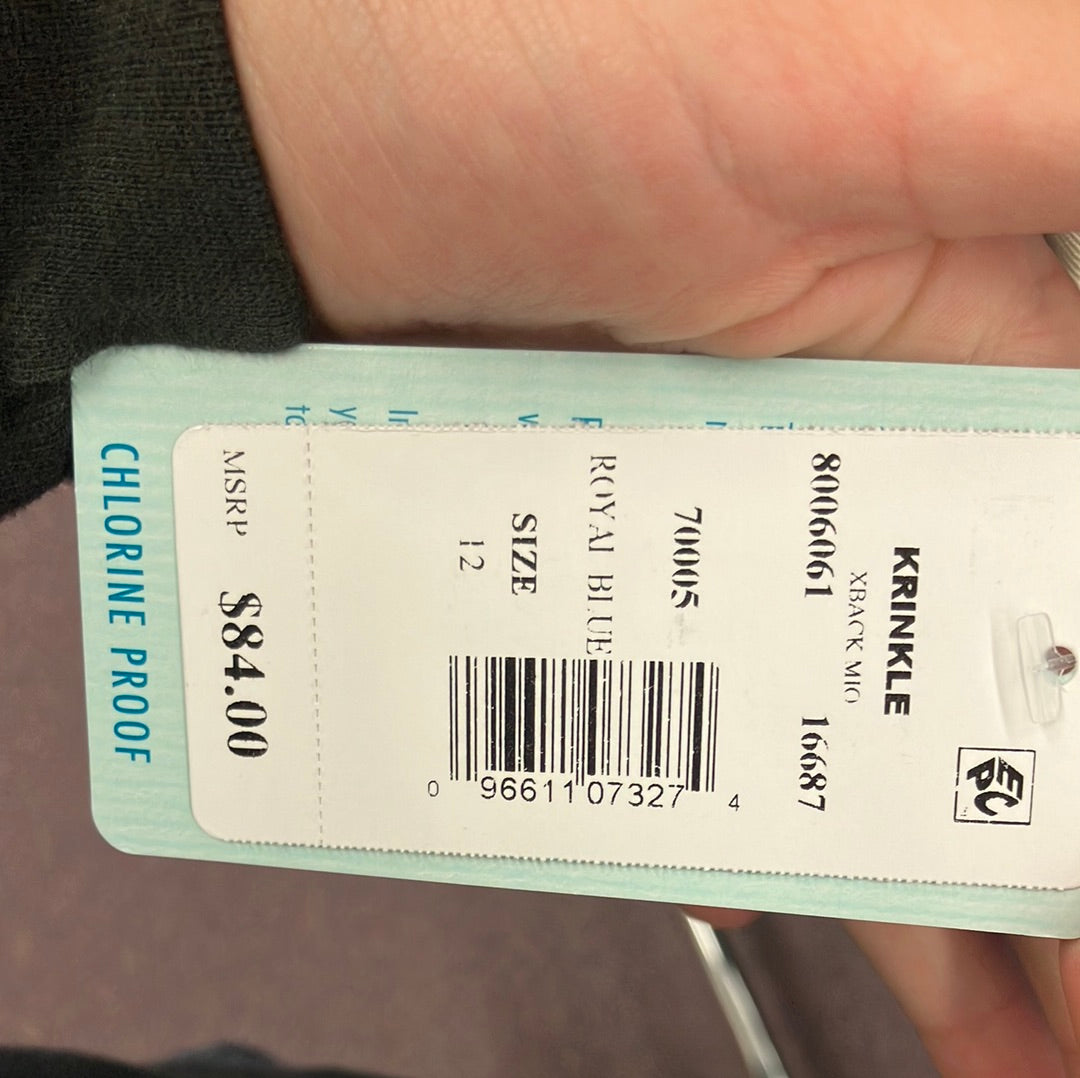 KRINKLE
XBACK MIO
8006061 16687
70005
ROYAL BLUE
SIZE
12
0 96611 07327 4
MSRP $84.00
CHLORINE PROOF
EPC